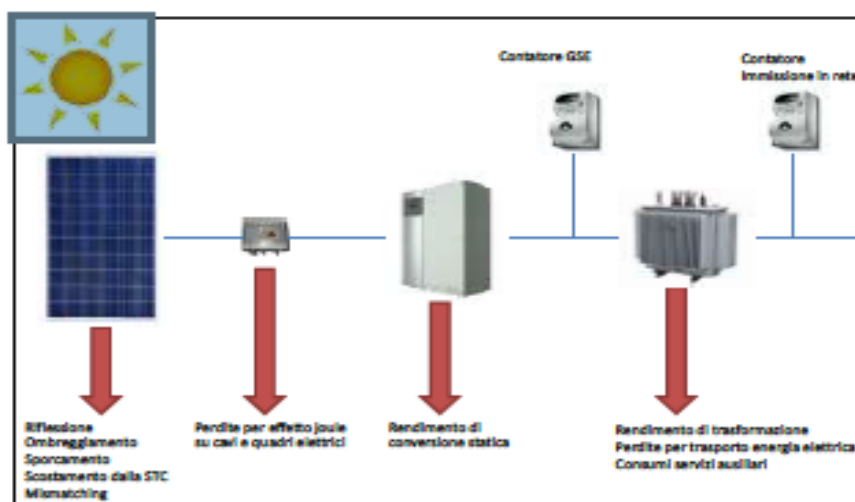 Contatore GSE
Contatore
Immissione in rete
Riflessione
Ombreggiamento
Sporcamento
Scostamento dalla STC
Mismatching
Perdite per effetto joule
su cavi e quadri elettrici
Rendimento di
conversione statica
Rendimento di trasformazione
Perdite per trasporto energia elettrica
Consumi servizi ausiliari